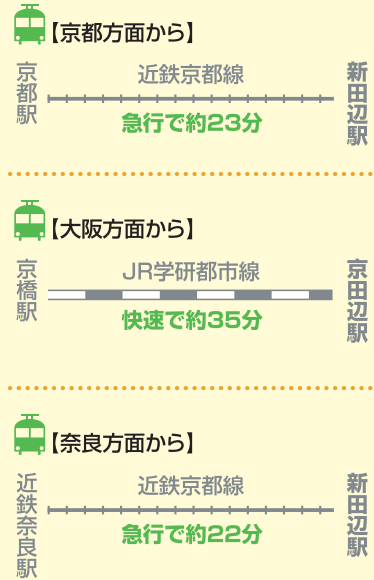 【京都方面から】
京都駅
近鉄京都線
急行で約23分
新田辺駅
【大阪方面から】
京橋駅
JR学研都市線
快速で約35分
京田辺駅
【奈良方面から】
近鉄奈良駅
近鉄京都線
急行で約22分
新田辺駅